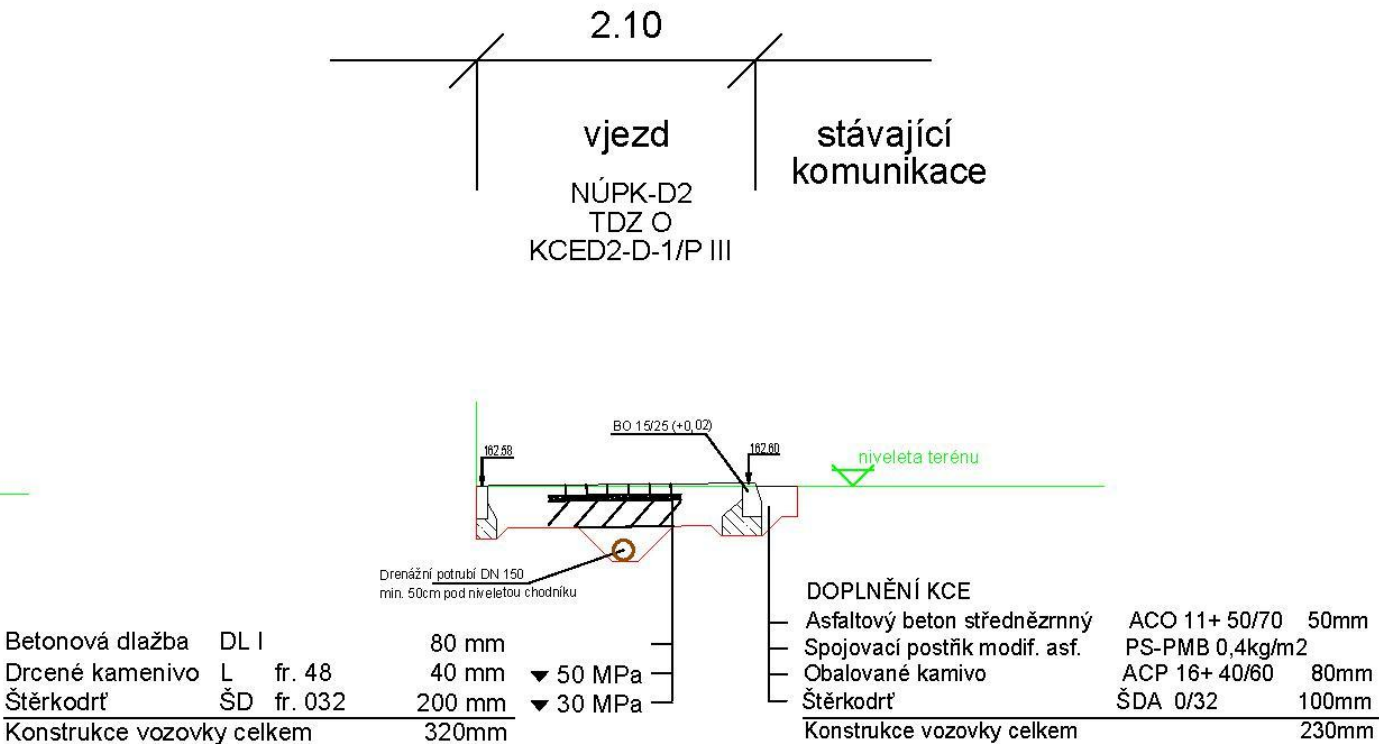 2.10
vjezd
stávající
komunikace
NÚPK-D2
TDZ O
KCED2-D-1/P III
BO 15/25 (+0,02)
162.58
162.60
niveleta terénu
Drenážní potrubí DN 150
min. 50cm pod niveletou chodníku
Betonová dlažba DL I 80 mm
Drcené kamenivo L fr. 48 40 mm ▼ 50 MPa
Štěrkodrť ŠD fr. 032 200 mm ▼ 30 MPa
Konstrukce vozovky celkem 320mm
DOPLNĚNÍ KCE
Asfaltový beton střednězrnný ACO 11+ 50/70 50mm
Spojovací postřik modif. asf. PS-PMB 0,4kg/m2
Obalované kamivo ACP 16+ 40/60 80mm
Štěrkodrť ŠDA 0/32 100mm
Konstrukce vozovky celkem 230mm